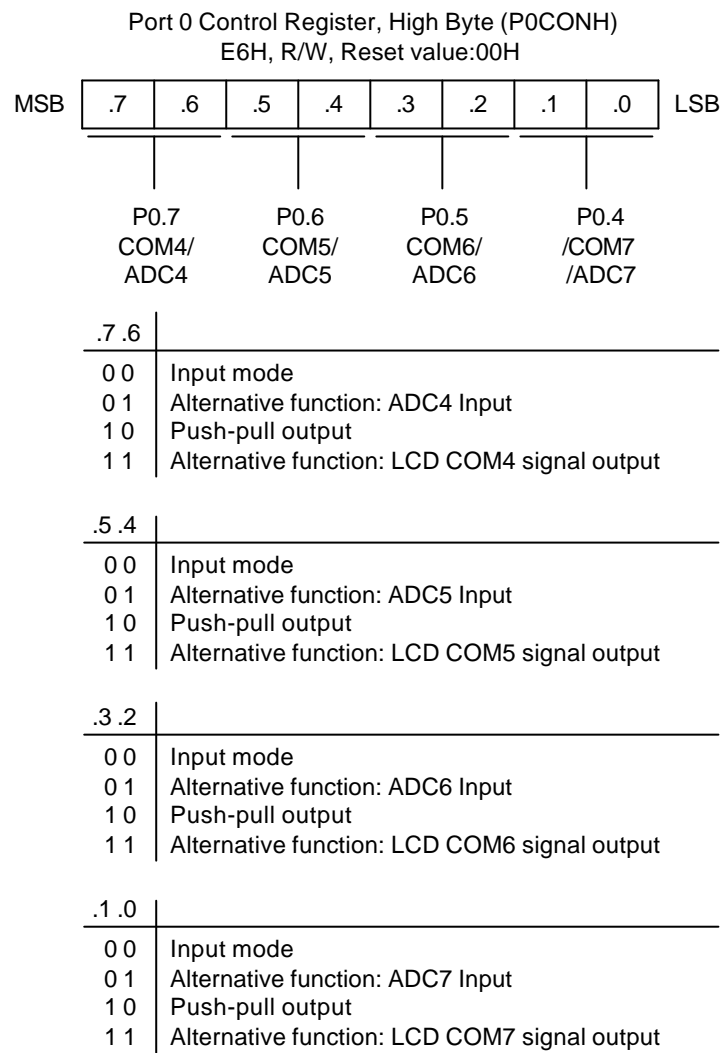 Port 0 Control Register, High Byte (P0CONH)
E6H, R/W, Reset value:00H
MSB .7 .6 .5 .4 .3 .2 .1 .0 LSB
P0.7 P0.6 P0.5 P0.4
COM4/ COM5/ COM6/ /COM7
ADC4 ADC5 ADC6 /ADC7
.7 .6
0 0 Input mode
0 1 Alternative function: ADC4 Input
1 0 Push-pull output
1 1 Alternative function: LCD COM4 signal output
.5 .4
0 0 Input mode
0 1 Alternative function: ADC5 Input
1 0 Push-pull output
1 1 Alternative function: LCD COM5 signal output
.3 .2
0 0 Input mode
0 1 Alternative function: ADC6 Input
1 0 Push-pull output
1 1 Alternative function: LCD COM6 signal output
.1 .0
0 0 Input mode
0 1 Alternative function: ADC7 Input
1 0 Push-pull output
1 1 Alternative function: LCD COM7 signal output